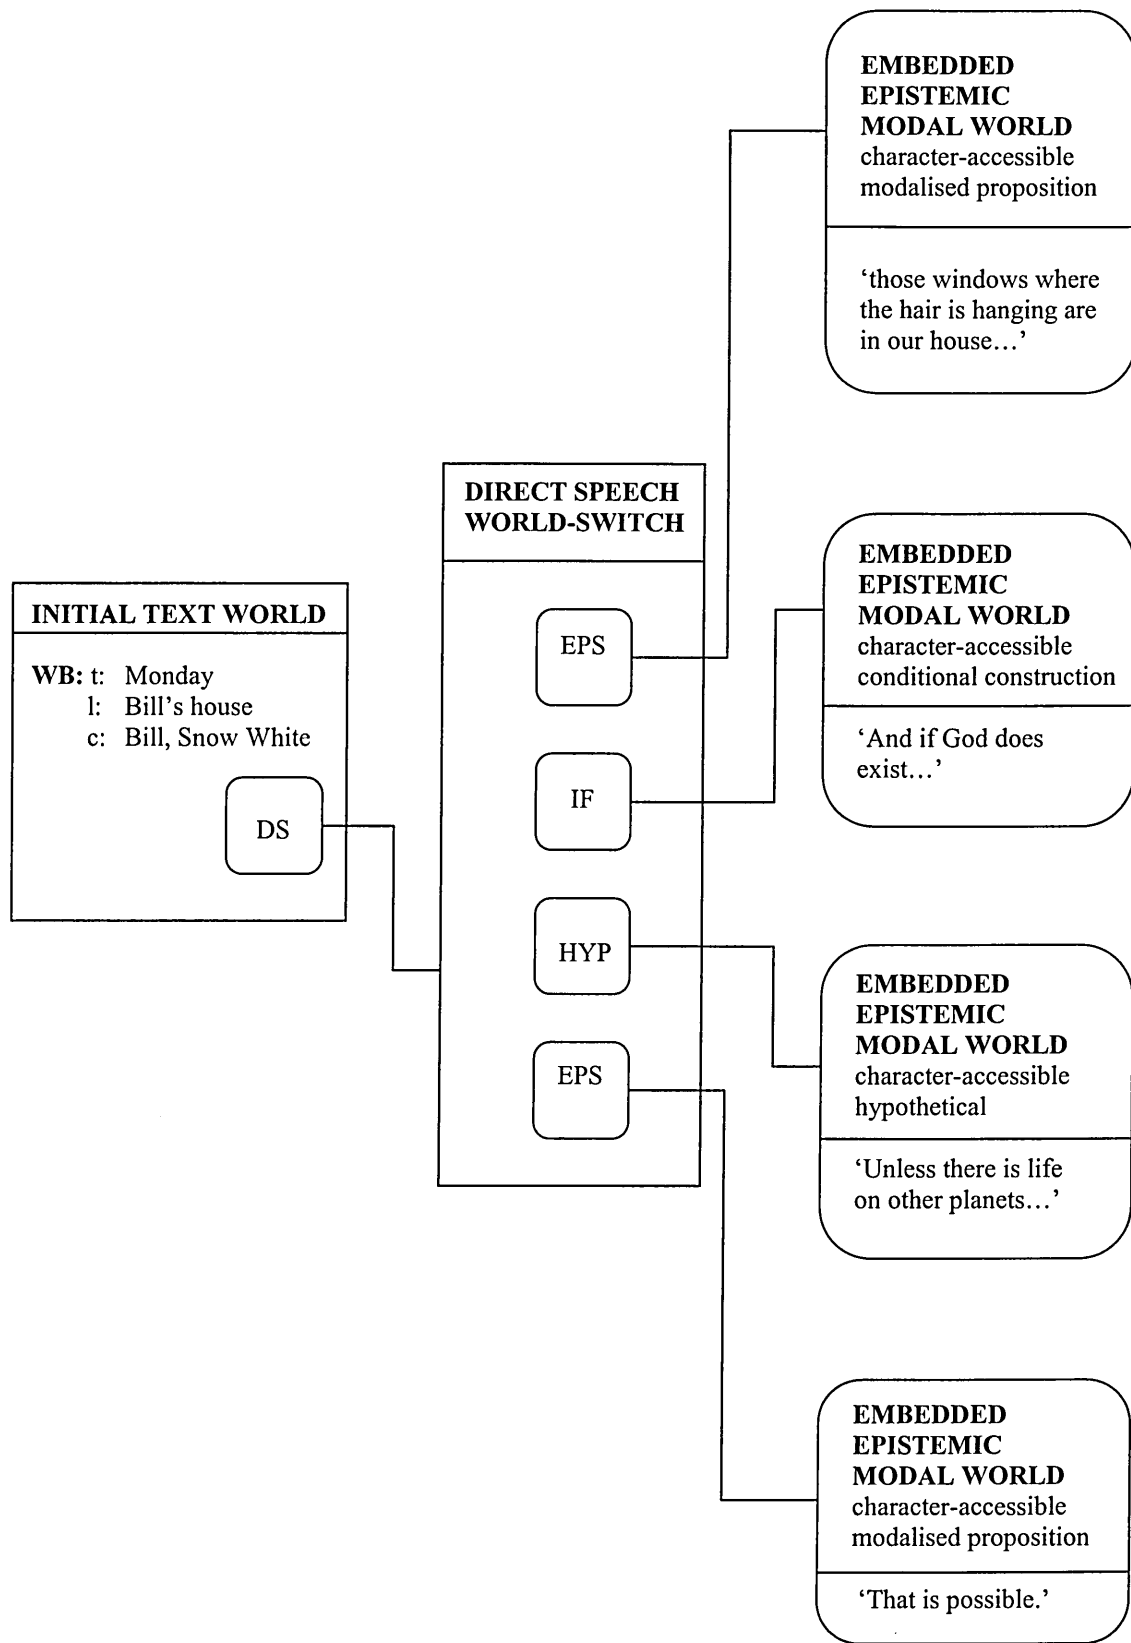 INITIAL TEXT WORLD
WB: t: Monday
l: Bill's house
c: Bill, Snow White
DS
DIRECT SPEECH
WORLD-SWITCH
EPS
IF
HYP
EPS
EMBEDDED
EPISTEMIC
MODAL WORLD
character-accessible
modalised proposition
‘those windows where
the hair is hanging are
in our house...’
EMBEDDED
EPISTEMIC
MODAL WORLD
character-accessible
conditional construction
‘And if God does
exist...’
EMBEDDED
EPISTEMIC
MODAL WORLD
character-accessible
hypothetical
‘Unless there is life
on other planets...’
EMBEDDED
EPISTEMIC
MODAL WORLD
character-accessible
modalised proposition
‘That is possible.’